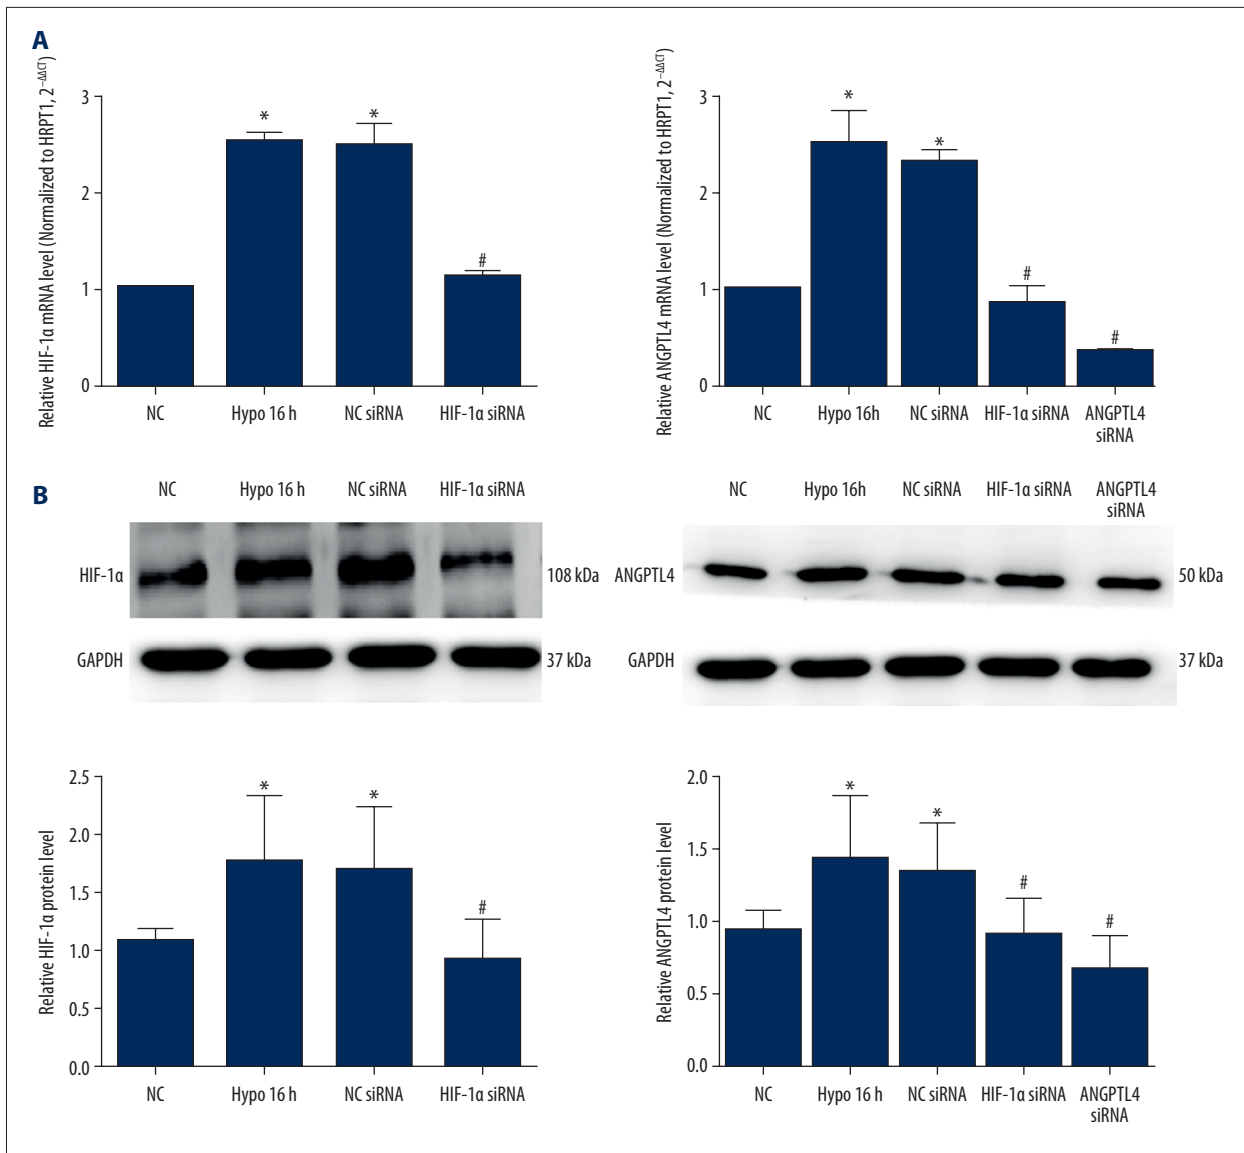 A
Relative HIF-1α mRNA level (Normalized to HRPT1, 2^−ΔΔCT)
3
2
1
0
*
*
#
NC
Hypo 16 h
NC siRNA
HIF-1α siRNA
Relative ANGPTL4 mRNA level (Normalized to HRPT1, 2^−ΔΔCT)
3
2
1
0
*
*
#
#
NC
Hypo 16h
NC siRNA
HIF-1α siRNA
ANGPTL4
siRNA
B
NC
Hypo 16 h
NC siRNA
HIF-1α siRNA
HIF-1α
108 kDa
GAPDH
37 kDa
NC
Hypo 16h
NC siRNA
HIF-1α siRNA
ANGPTL4
siRNA
ANGPTL4
50 kDa
GAPDH
37 kDa
Relative HIF-1α protein level
2.5
2.0
1.5
1.0
0.5
0.0
*
*
#
NC
Hypo 16 h
NC siRNA
HIF-1α siRNA
Relative ANGPTL4 protein level
2.0
1.5
1.0
0.5
0.0
*
*
#
#
NC
Hypo 16 h
NC siRNA
HIF-1α siRNA
ANGPTL4
siRNA